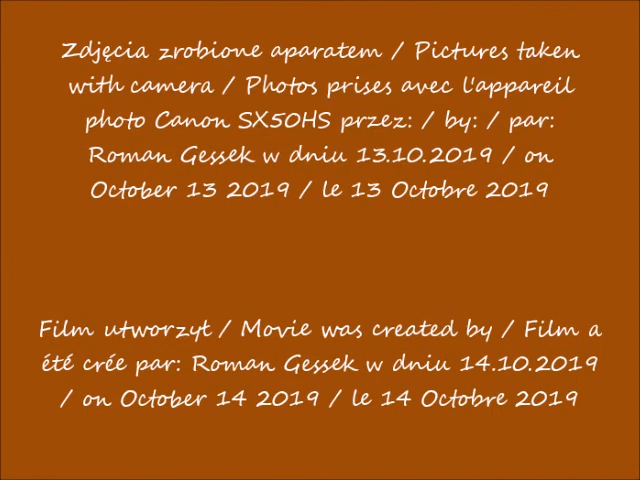 Zdjęcia zrobione aparatem / Pictures taken
with camera / Photos prises avec l'appareil
photo Canon SX50HS przez: / by: / par:
Roman Gessek w dniu 13.10.2019 / on
October 13 2019 / le 13 Octobre 2019
Film utworzył / Movie was created by / Film a
été crée par: Roman Gessek w dniu 14.10.2019
/ on October 14 2019 / le 14 Octobre 2019